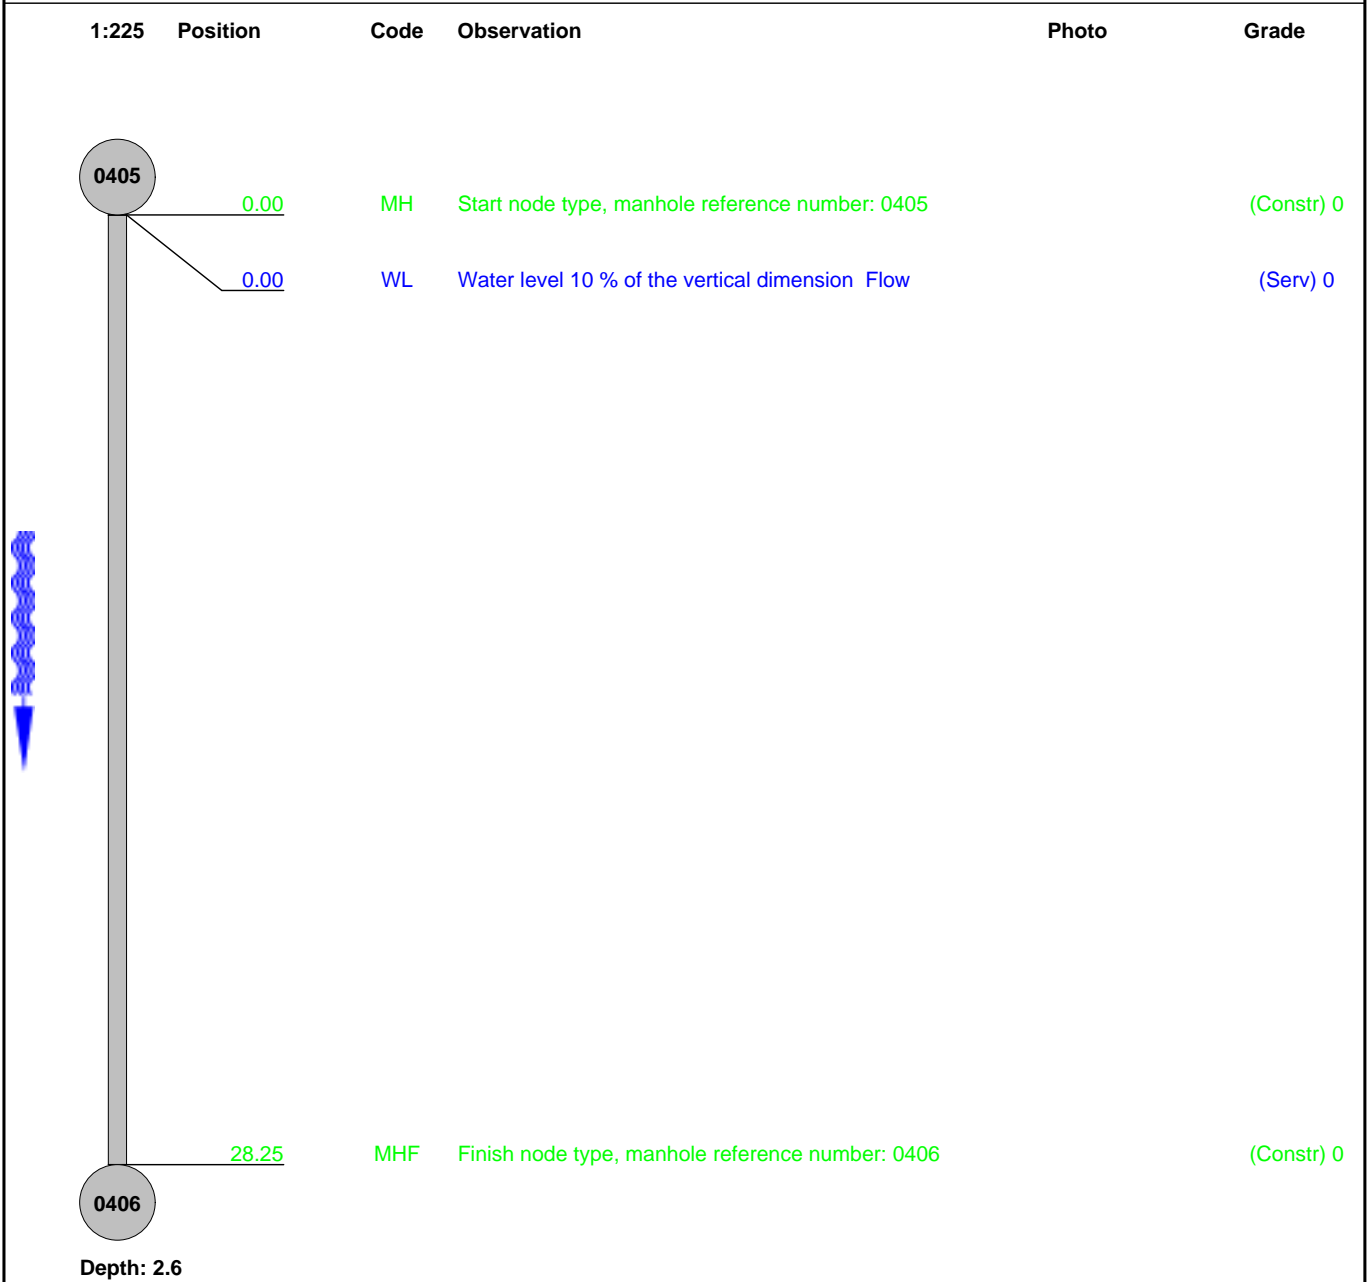 1:225 Position Code Observation Photo Grade
0405
0.00 MH Start node type, manhole reference number: 0405 (Constr) 0
0.00 WL Water level 10 % of the vertical dimension  Flow (Serv) 0
28.25 MHF Finish node type, manhole reference number: 0406 (Constr) 0
0406
Depth: 2.6